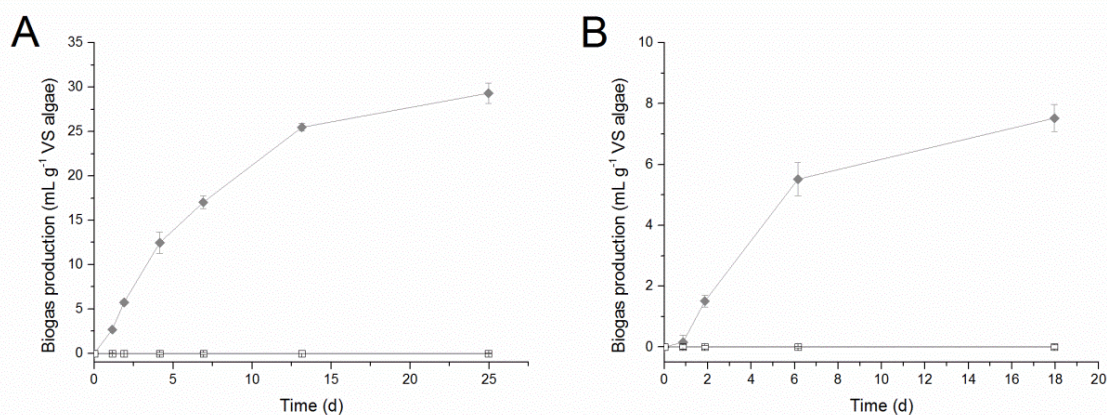 A
B
Biogas production (mL g⁻¹ VS algae)
35
30
25
20
15
10
5
0
0 5 10 15 20 25
Time (d)
Biogas production (mL g⁻¹ VS algae)
10
8
6
4
2
0
0 2 4 6 8 10 12 14 16 18 20
Time (d)